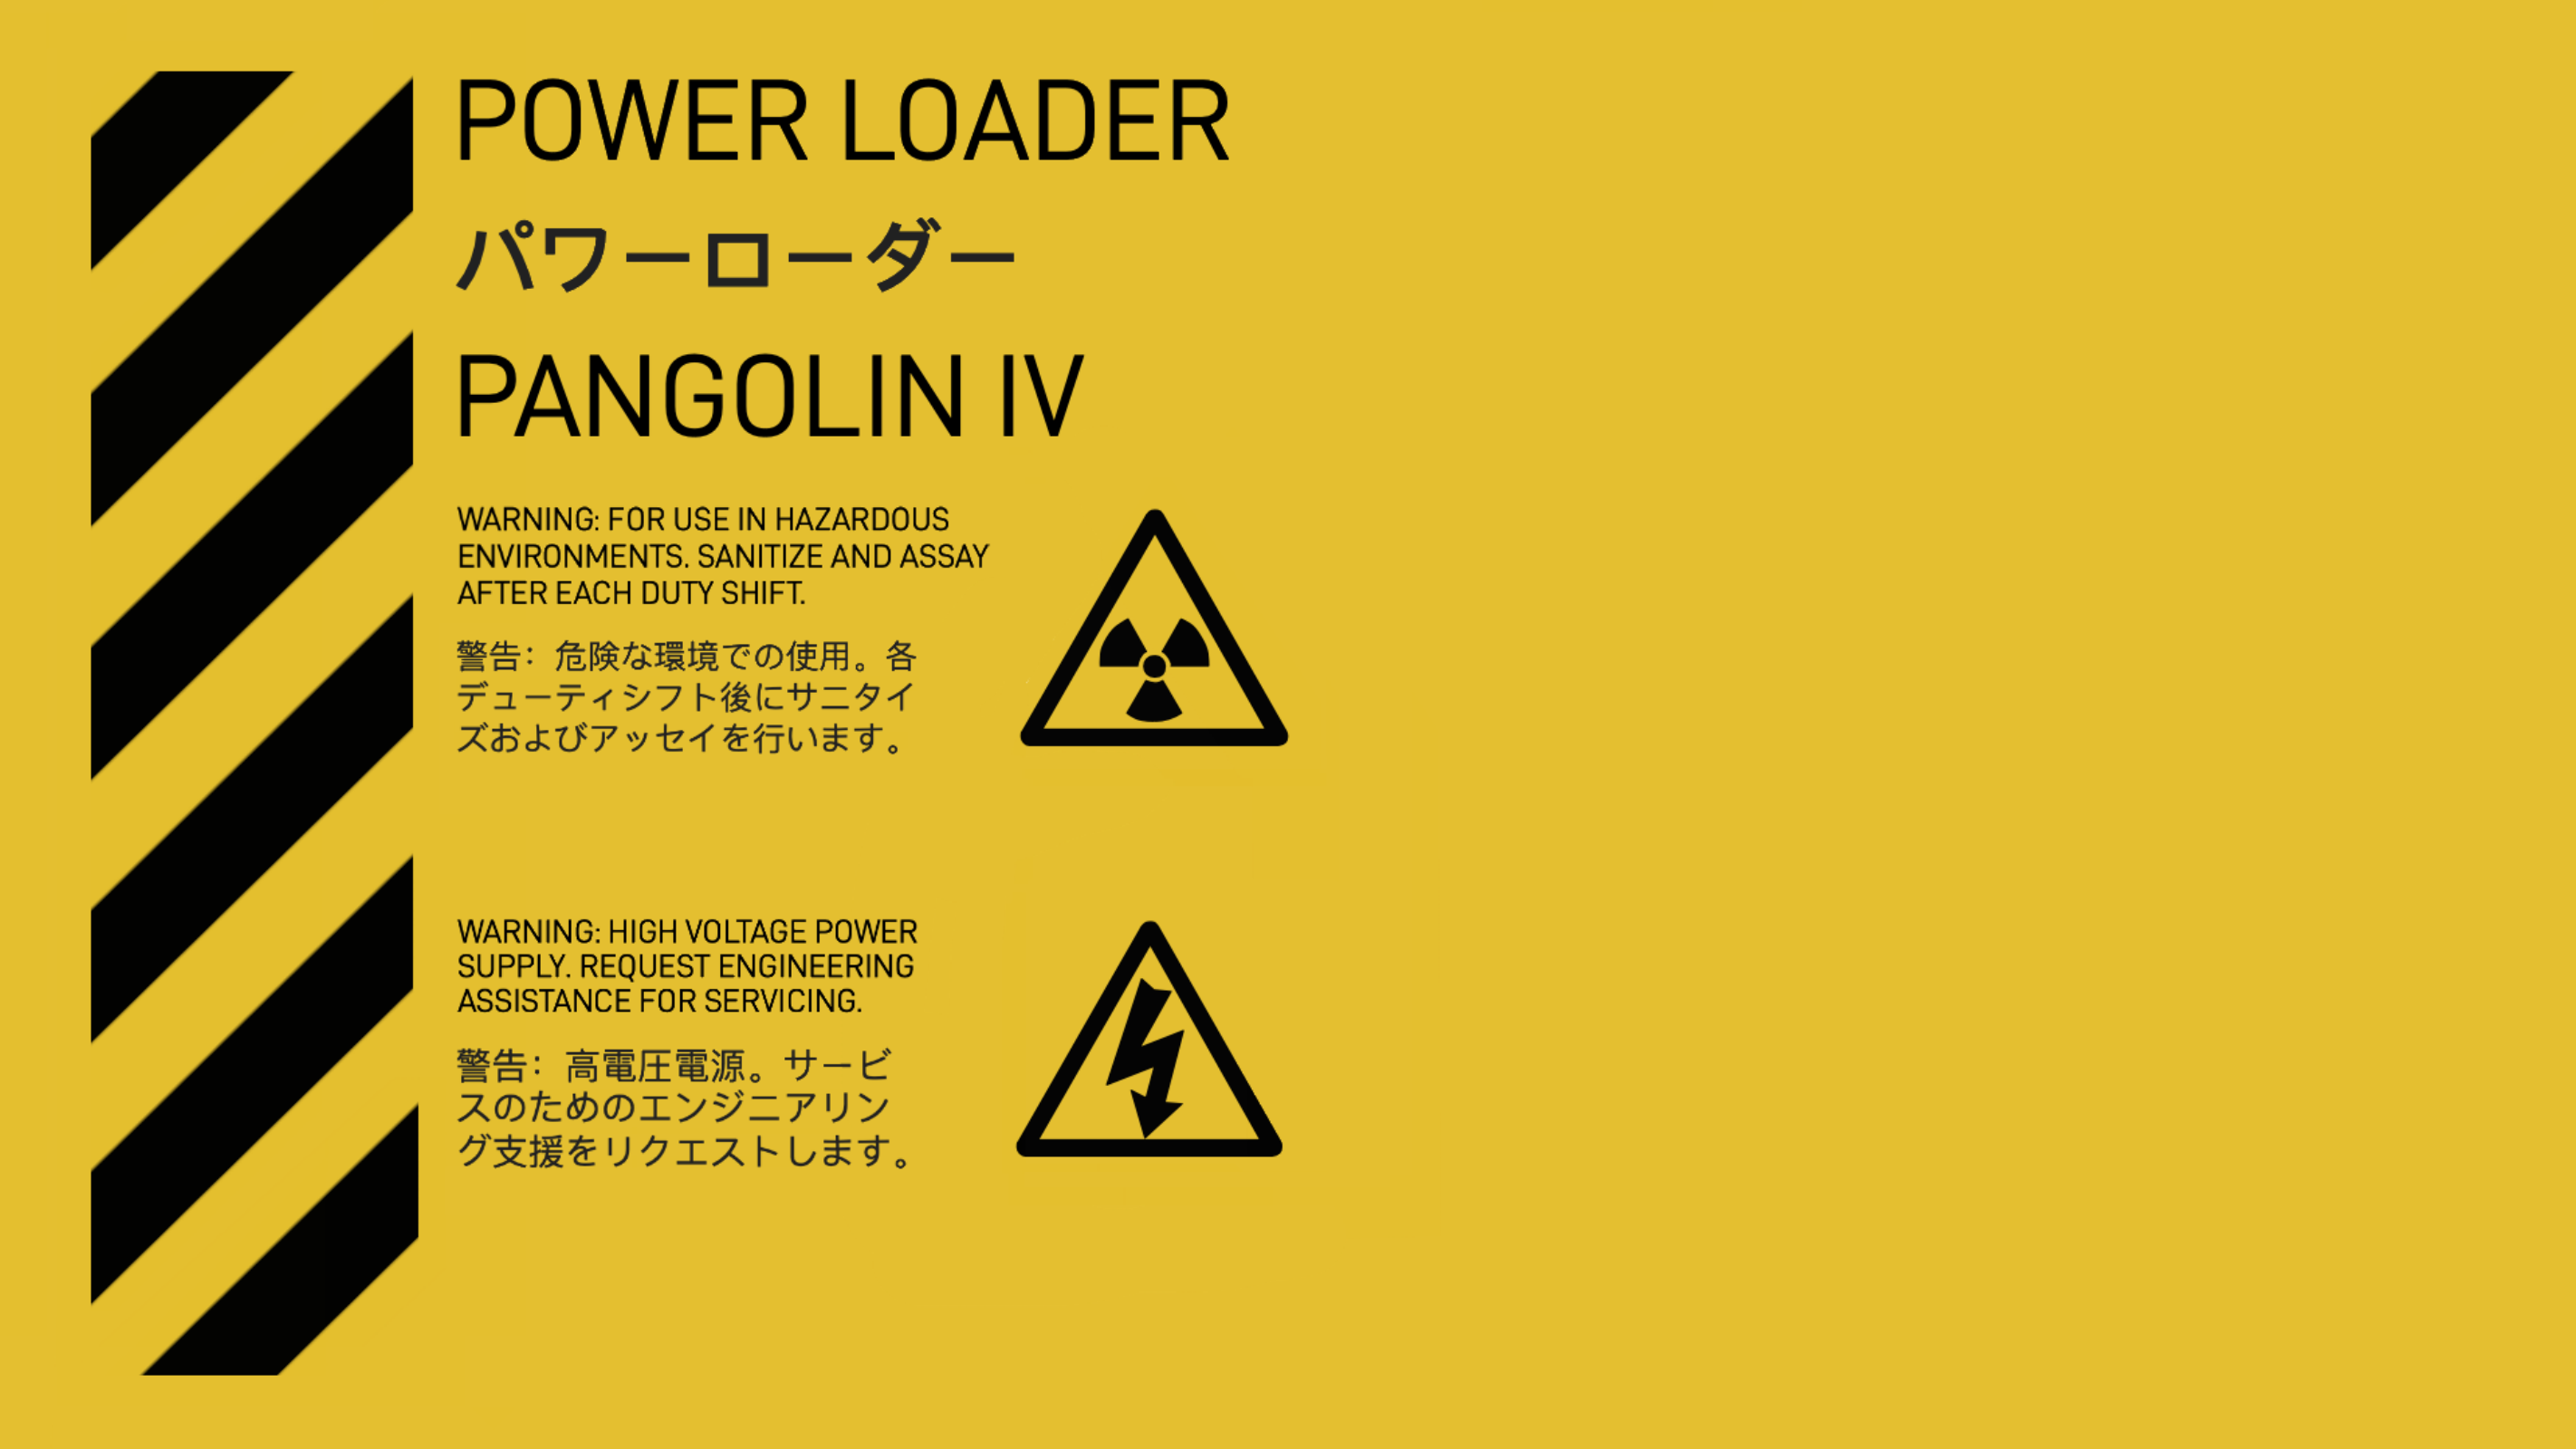 POWER LOADER
パワーローダー
PANGOLIN IV
WARNING: FOR USE IN HAZARDOUS
ENVIRONMENTS. SANITIZE AND ASSAY
AFTER EACH DUTY SHIFT.
警告：危険な環境での使用。各
デューティシフト後にサニタイ
ズおよびアッセイを行います。
WARNING: HIGH VOLTAGE POWER
SUPPLY. REQUEST ENGINEERING
ASSISTANCE FOR SERVICING.
警告：高電圧電源。サービ
スのためのエンジニアリン
グ支援をリクエストします。